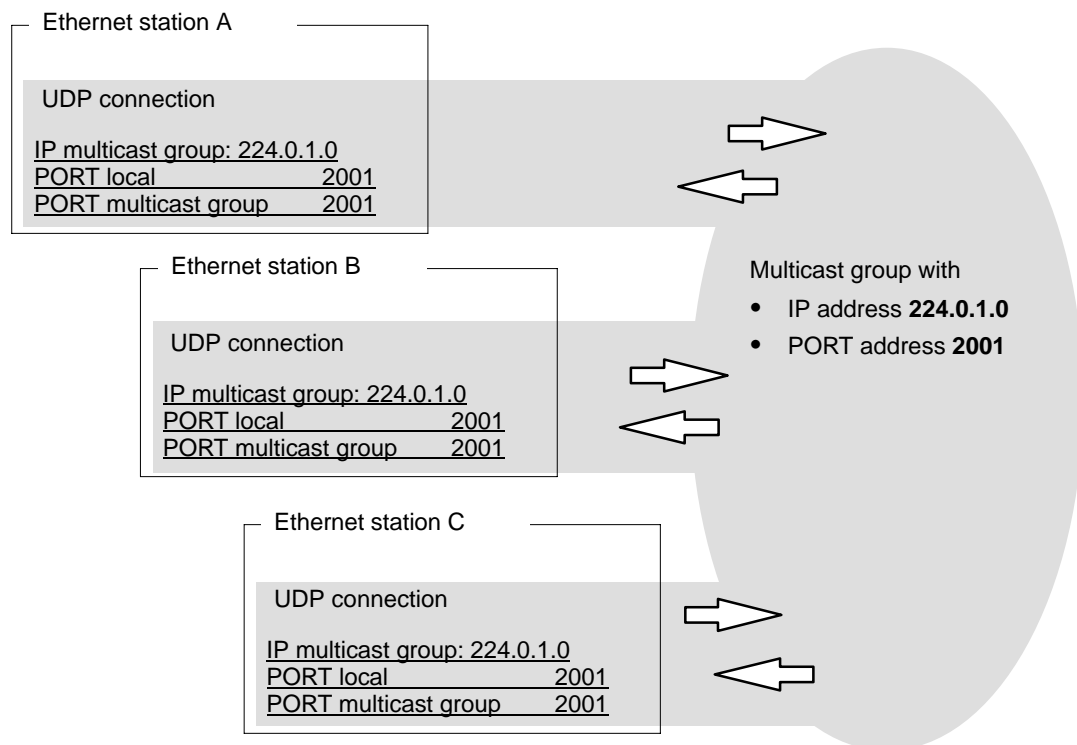 Ethernet station A
UDP connection
IP multicast group: 224.0.1.0
PORT local 2001
PORT multicast group 2001
Ethernet station B
UDP connection
IP multicast group: 224.0.1.0
PORT local 2001
PORT multicast group 2001
Multicast group with
• IP address 224.0.1.0
• PORT address 2001
Ethernet station C
UDP connection
IP multicast group: 224.0.1.0
PORT local 2001
PORT multicast group 2001